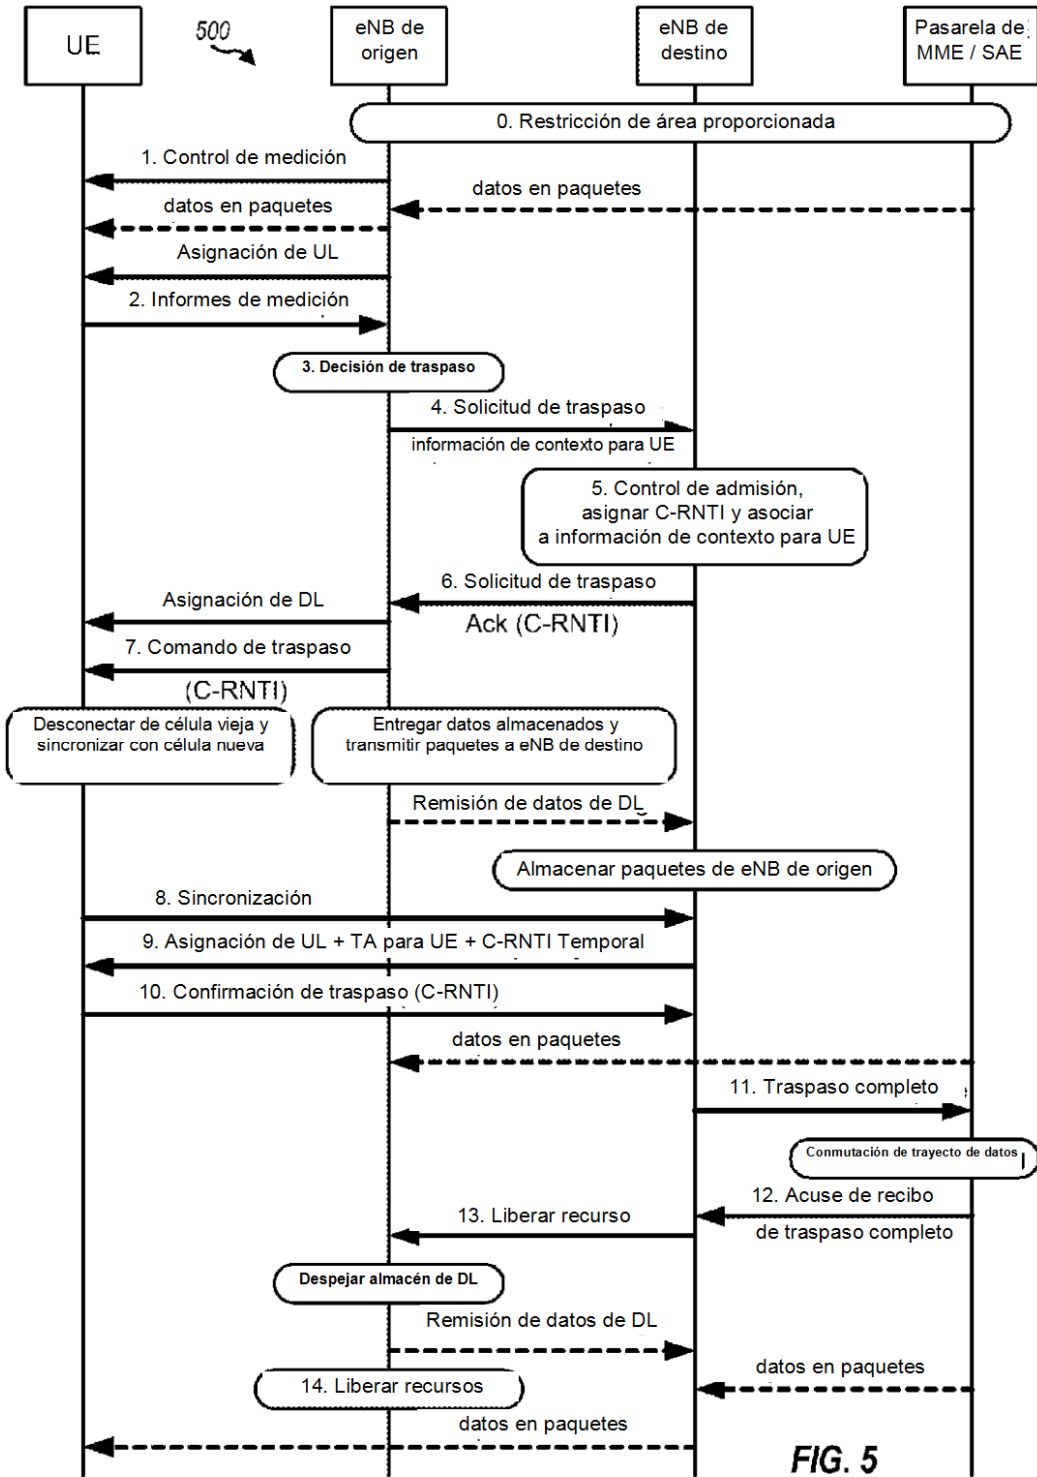 UE
500
eNB de
origen
eNB de
destino
Pasarela de
MME / SAE
0. Restricción de área proporcionada
1. Control de medición
datos en paquetes
datos en paquetes
Asignación de UL
2. Informes de medición
3. Decisión de traspaso
4. Solicitud de traspaso
información de contexto para UE
5. Control de admisión,
asignar C-RNTI y asociar
a información de contexto para UE
6. Solicitud de traspaso
Ack (C-RNTI)
Asignación de DL
7. Comando de traspaso
(C-RNTI)
Desconectar de célula vieja y
sincronizar con célula nueva
Entregar datos almacenados y
transmitir paquetes a eNB de destino
Remisión de datos de DL
Almacenar paquetes de eNB de origen
8. Sincronización
9. Asignación de UL + TA para UE + C-RNTI Temporal
10. Confirmación de traspaso (C-RNTI)
datos en paquetes
11. Traspaso completo
Conmutación de trayecto de datos
12. Acuse de recibo
de traspaso completo
13. Liberar recurso
Despejar almacén de DL
Remisión de datos de DL
datos en paquetes
14. Liberar recursos
datos en paquetes
FIG. 5